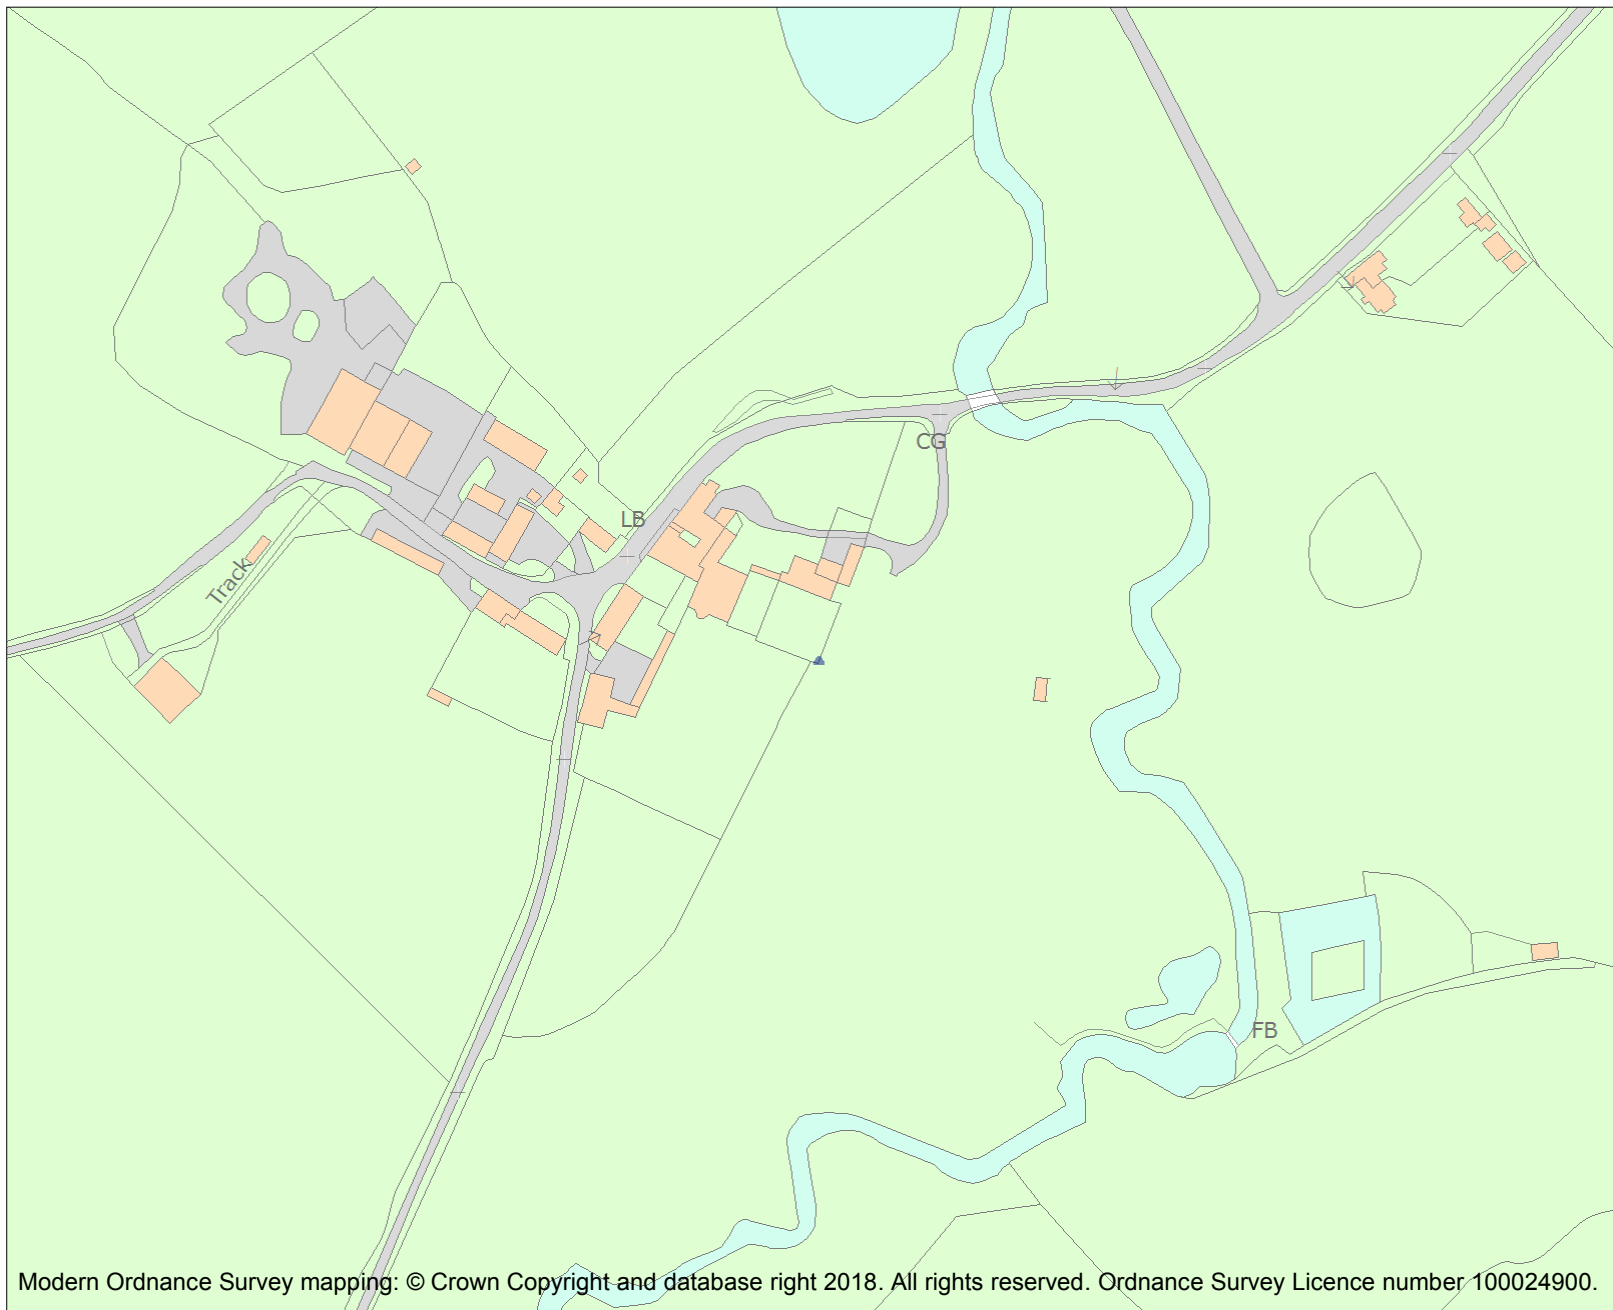 CG
LB
Track
FB
Modern Ordnance Survey mapping: © Crown Copyright and database right 2018. All rights reserved. Ordnance Survey Licence number 100024900.